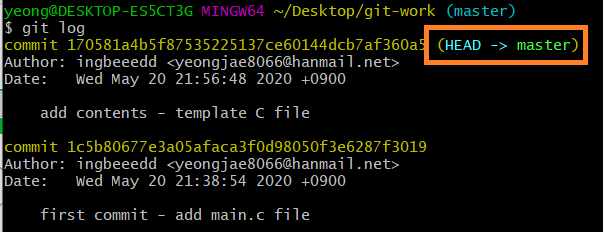 yeong@DESKTOP-ES5CT3G MINGW64 ~/Desktop/git-work (master)
$ git log
commit 170581a4b5f87535225137ce60144dcb7af360a5 (HEAD -> master)
Author: ingbeeedd <yeongjae8066@hanmail.net>
Date:   Wed May 20 21:56:48 2020 +0900
    add contents - template C file
commit 1c5b80677e3a05afaca3f0d98050f3e6287f3019
Author: ingbeeedd <yeongjae8066@hanmail.net>
Date:   Wed May 20 21:38:54 2020 +0900
    first commit - add main.c file